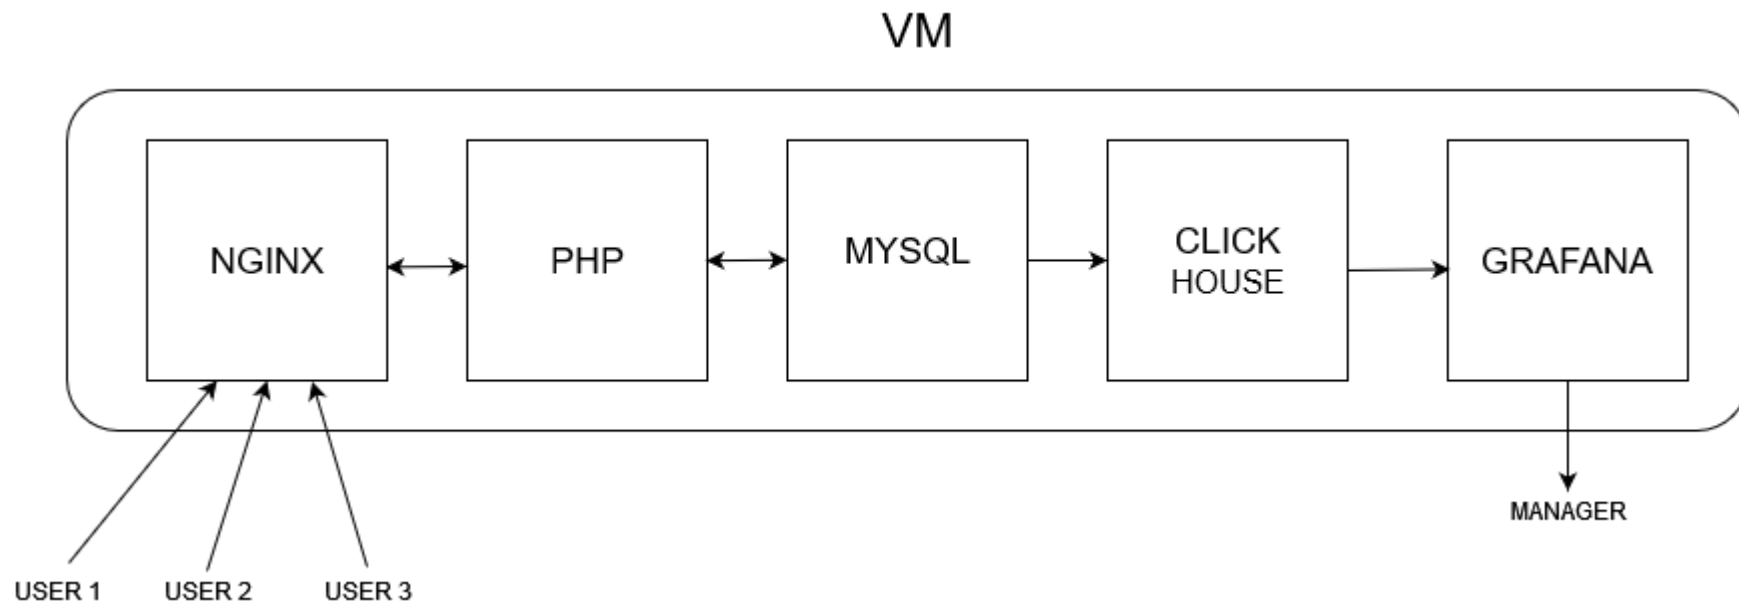 VM
NGINX
PHP
MYSQL
CLICK
HOUSE
GRAFANA
MANAGER
USER 1
USER 2
USER 3